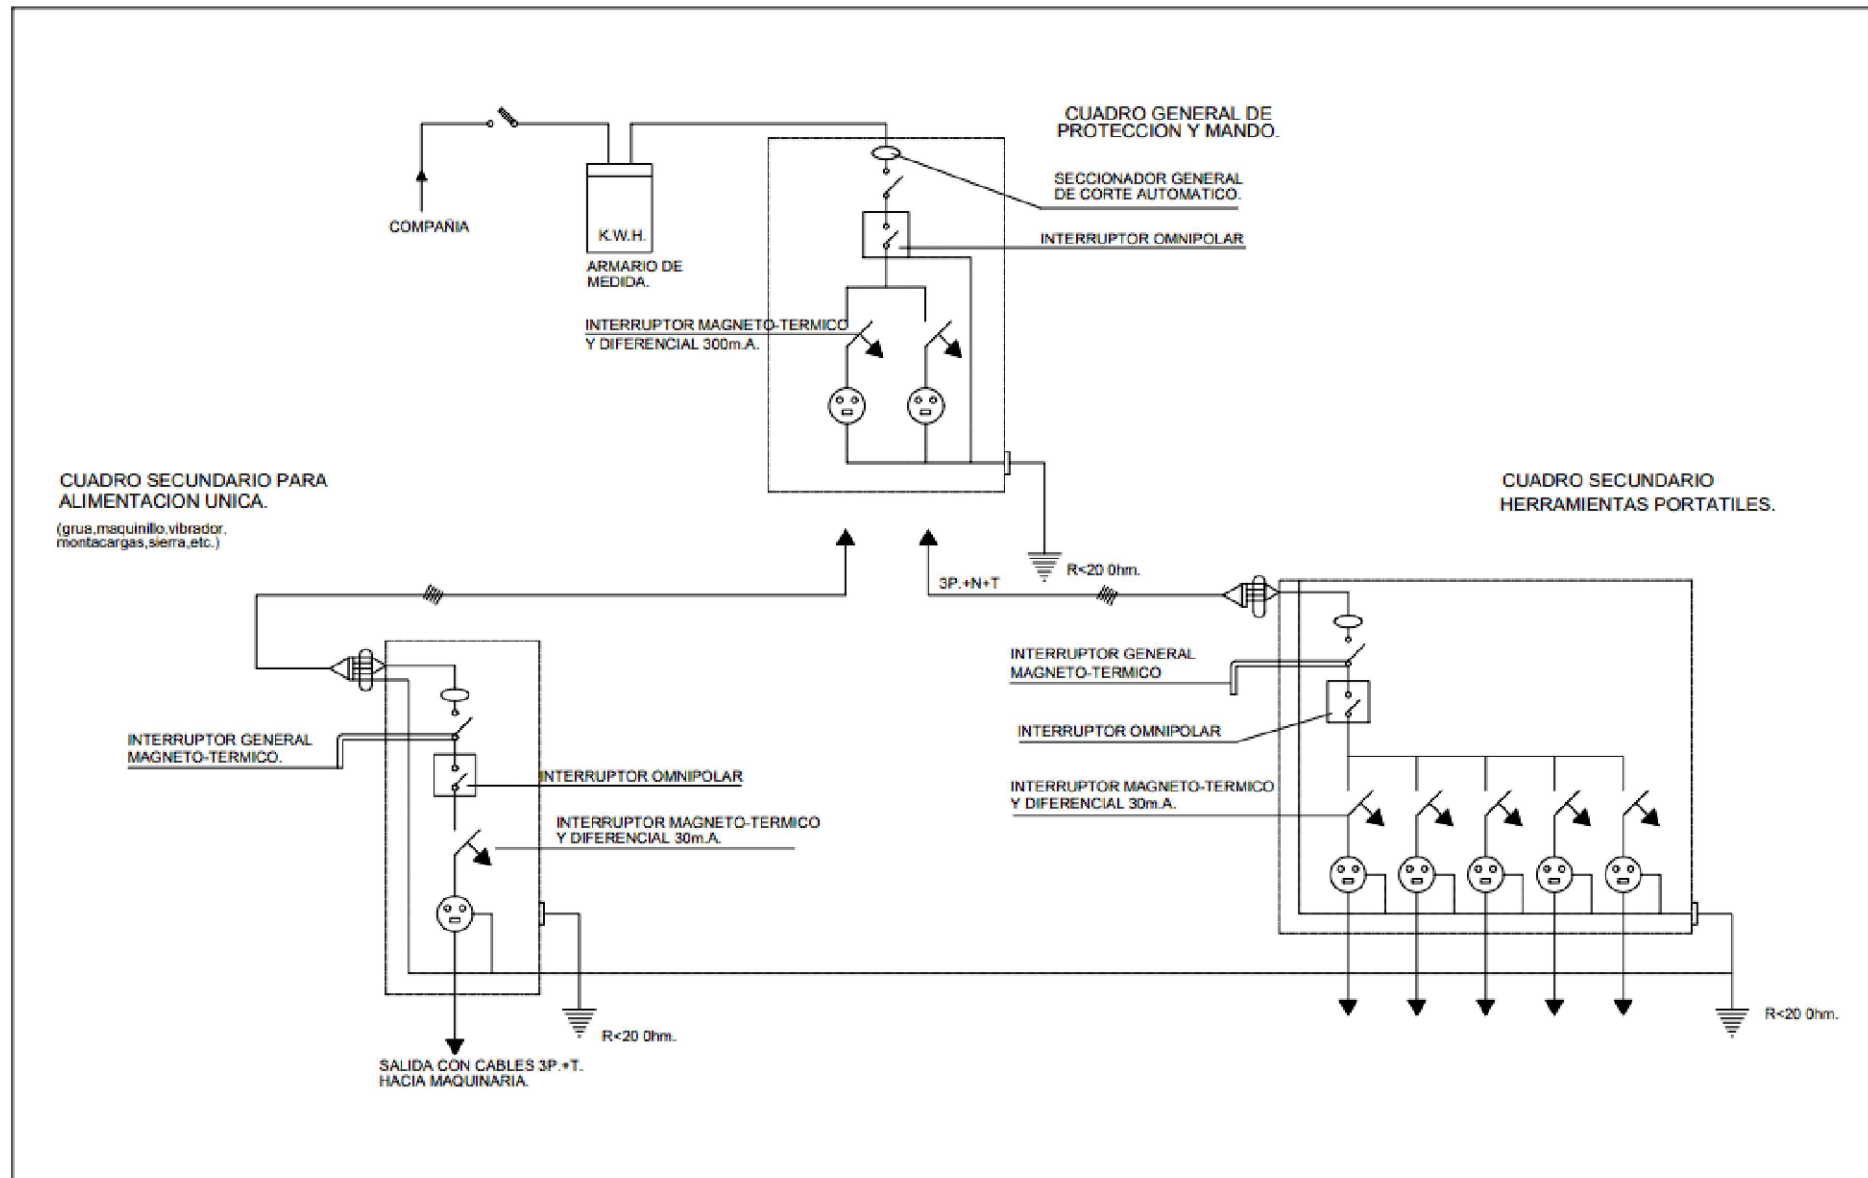 CUADRO GENERAL DE
PROTECCION Y MANDO.
SECCIONADOR GENERAL
DE CORTE AUTOMATICO.
COMPAÑIA
K.W.H.
INTERRUPTOR OMNIPOLAR
ARMARIO DE
MEDIDA.
INTERRUPTOR MAGNETO-TERMICO
Y DIFERENCIAL 300m.A.
CUADRO SECUNDARIO PARA
ALIMENTACION UNICA.
(grua,maquinillo,vibrador,
montacargas,sierra,etc.)
CUADRO SECUNDARIO
HERRAMIENTAS PORTATILES.
R<20 0hm.
3P.+N+T
INTERRUPTOR GENERAL
MAGNETO-TERMICO
INTERRUPTOR OMNIPOLAR
INTERRUPTOR GENERAL
MAGNETO-TERMICO.
INTERRUPTOR OMNIPOLAR
INTERRUPTOR MAGNETO-TERMICO
Y DIFERENCIAL 30m.A.
INTERRUPTOR MAGNETO-TERMICO
Y DIFERENCIAL 30m.A.
R<20 0hm.
R<20 0hm.
SALIDA CON CABLES 3P.+T.
HACIA MAQUINARIA.